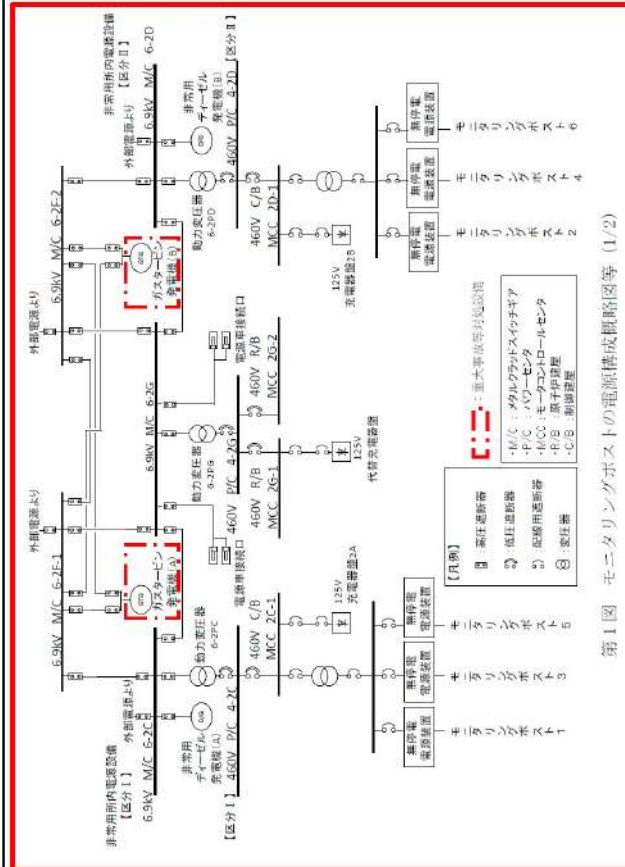 非常用所内電源設備
【区分Ⅰ】
6.9kV M/C 6-2C
外部電源より
6.9kV M/C 6-2F-1
外部電源より
外部電源より
6.9kV M/C 6-2F-2
外部電源より
非常用所内電源設備
【区分Ⅱ】
6.9kV M/C 6-2D
D/G
非常用
ディーゼル
発電機(A)
GTG
ガスタービン
発電機(A)
6.9kV M/C 6-2G
GTG
ガスタービン
発電機(B)
D/G
非常用
ディーゼル
発電機(B)
動力変圧器
6-2PC
電源車接続口
動力変圧器
6-2PG
電源車接続口
動力変圧器
6-2PD
【区分Ⅰ】
460V P/C 4-2C
460V P/C 4-2G
460V P/C 4-2D
【区分Ⅱ】
460V C/B
MCC 2C-1
460V R/B
MCC 2G-1
460V R/B
MCC 2G-2
460V C/B
MCC 2D-1
125V
充電器盤2A
125V
代替充電器盤
125V
充電器盤2B
無停電
電源装置
無停電
電源装置
無停電
電源装置
無停電
電源装置
無停電
電源装置
無停電
電源装置
モニタリングポスト1
モニタリングポスト3
モニタリングポスト5
モニタリングポスト2
モニタリングポスト4
モニタリングポスト6
【凡例】
:高圧遮断器
:低圧遮断器
:配線用遮断器
:変圧器
:重大事故等対処設備
・M/C :メタルクラッドスイッチギア
・P/C :パワーセンタ
・MCC:モータコントロールセンタ
・R/B :原子炉建屋
・C/B :制御建屋
第1図 モニタリングポストの電源構成概略図等 (1/2)